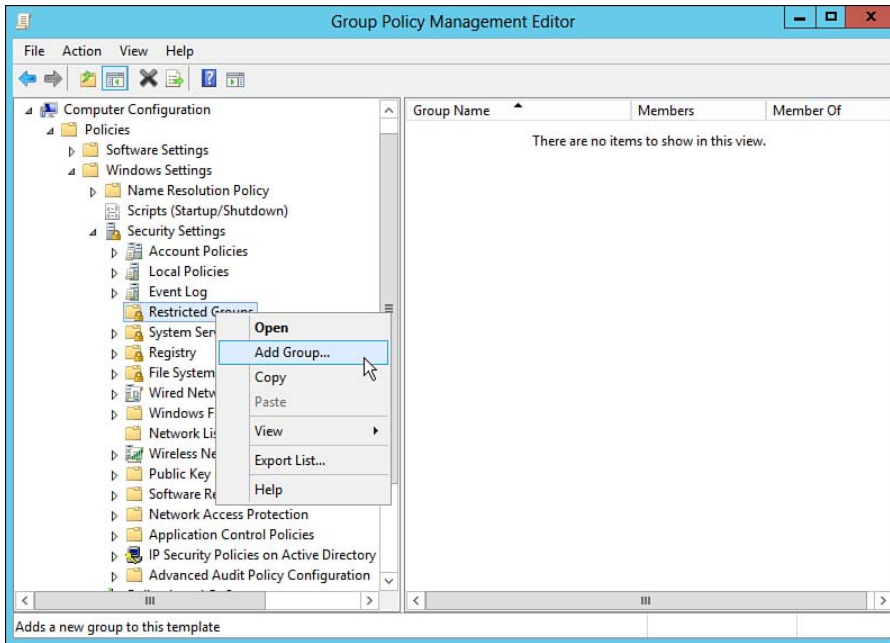 Group Policy Management Editor
File Action View Help
Computer Configuration
Policies
Software Settings
Windows Settings
Name Resolution Policy
Scripts (Startup/Shutdown)
Security Settings
Account Policies
Local Policies
Event Log
Restricted Groups
System Ser
Registry
File System
Wired Netw
Windows F
Network Lis
Wireless Ne
Public Key
Software Re
Network Access Protection
Application Control Policies
IP Security Policies on Active Directory
Advanced Audit Policy Configuration
Open
Add Group...
Copy
Paste
View
Export List...
Help
Group Name Members Member Of
There are no items to show in this view.
Adds a new group to this template